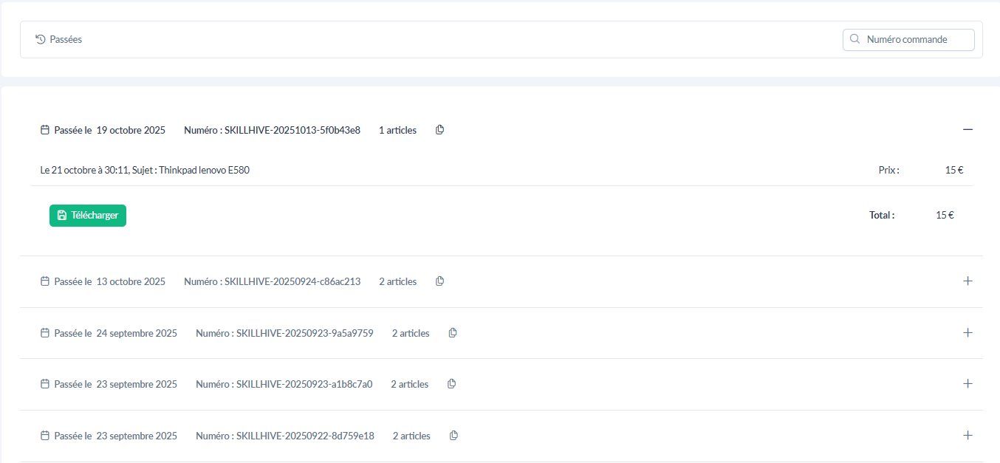 Passées Numéro commande
Passée le 19 octobre 2025 Numéro : SKILLHIVE-20251013-5f0b43e8 1 articles
Le 21 octobre à 30:11, Sujet : Thinkpad lenovo E580 Prix : 15 €
Télécharger Total : 15 €
Passée le 13 octobre 2025 Numéro : SKILLHIVE-20250924-c86ac213 2 articles
Passée le 24 septembre 2025 Numéro : SKILLHIVE-20250923-9a5a9759 2 articles
Passée le 23 septembre 2025 Numéro : SKILLHIVE-20250923-a1b8c7a0 2 articles
Passée le 23 septembre 2025 Numéro : SKILLHIVE-20250922-8d759e18 2 articles